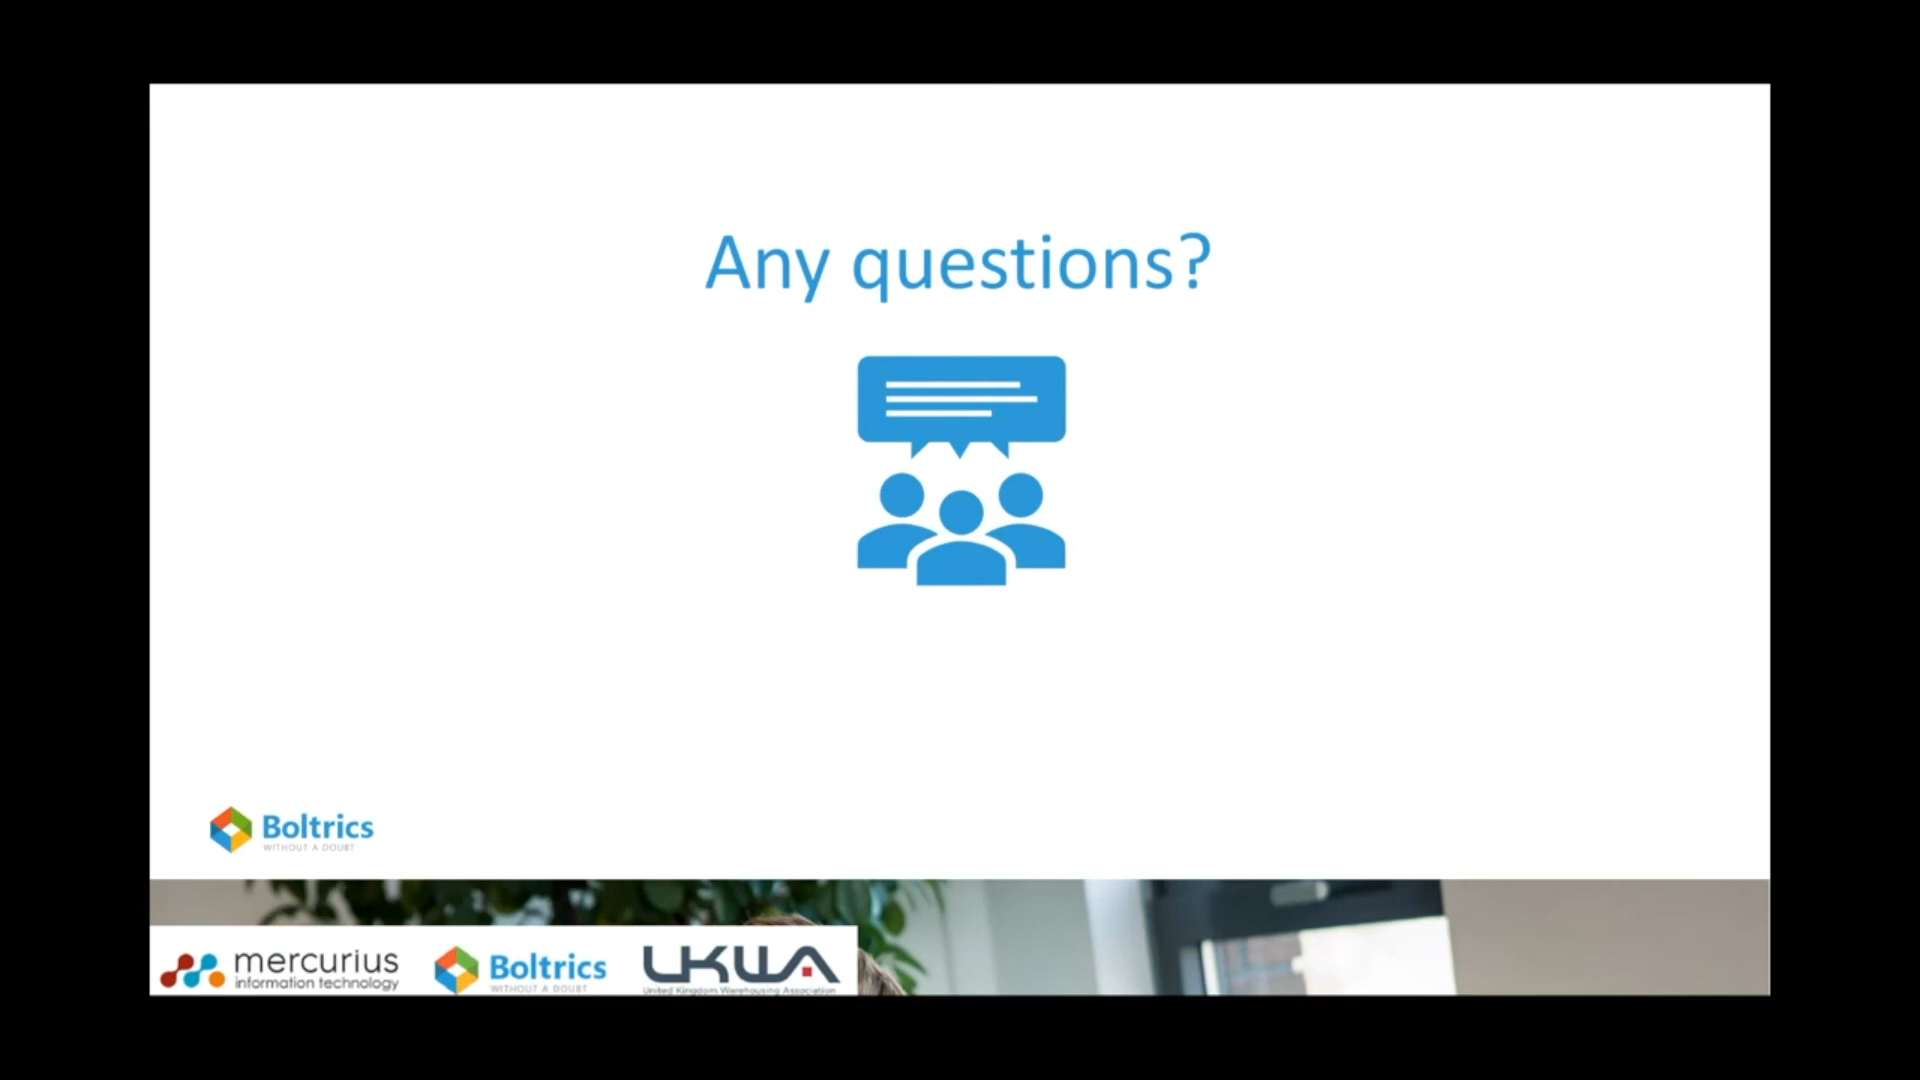 Any questions?
Boltrics
WITHOUT A DOUBT
mercurius
information technology
Boltrics
WITHOUT A DOUBT
UKWA
United Kingdom Warehousing Association